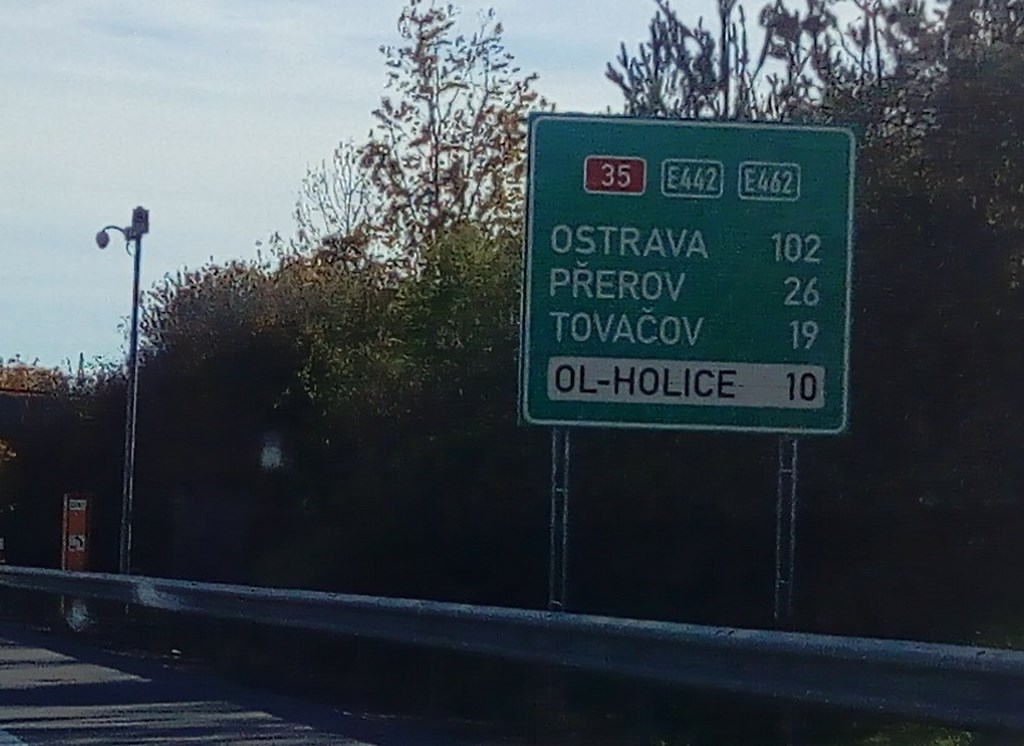 35 E442 E462
OSTRAVA 102
PŘEROV 26
TOVAČOV 19
OL-HOLICE 10